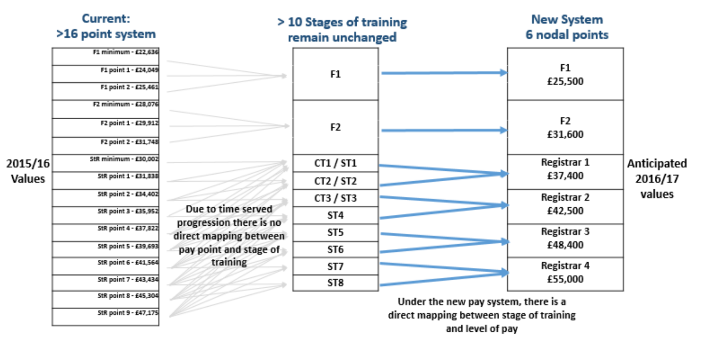 Current:
>16 point system
> 10 Stages of training
remain unchanged
New System
6 nodal points
F1 minimum - £22,636
F1 point 1 - £24,049
F1 point 2 - £25,461
F2 minimum - £28,076
F2 point 1 - £29,912
F2 point 2 - £31,748
StR minimum - £30,002
StR point 1 - £31,838
StR point 2 - £34,402
StR point 3 - £35,952
StR point 4 - £37,822
StR point 5 - £39,693
StR point 6 - £41,564
StR point 7 - £43,434
StR point 8 - £45,304
StR point 9 - £47,175
2015/16
Values
Due to time served
progression there is no
direct mapping between
pay point and stage of
training
F1
F2
CT1 / ST1
CT2 / ST2
CT3 / ST3
ST4
ST5
ST6
ST7
ST8
F1
£25,500
F2
£31,600
Registrar 1
£37,400
Registrar 2
£42,500
Registrar 3
£48,400
Registrar 4
£55,000
Anticipated
2016/17
values
Under the new pay system, there is a
direct mapping between stage of training
and level of pay